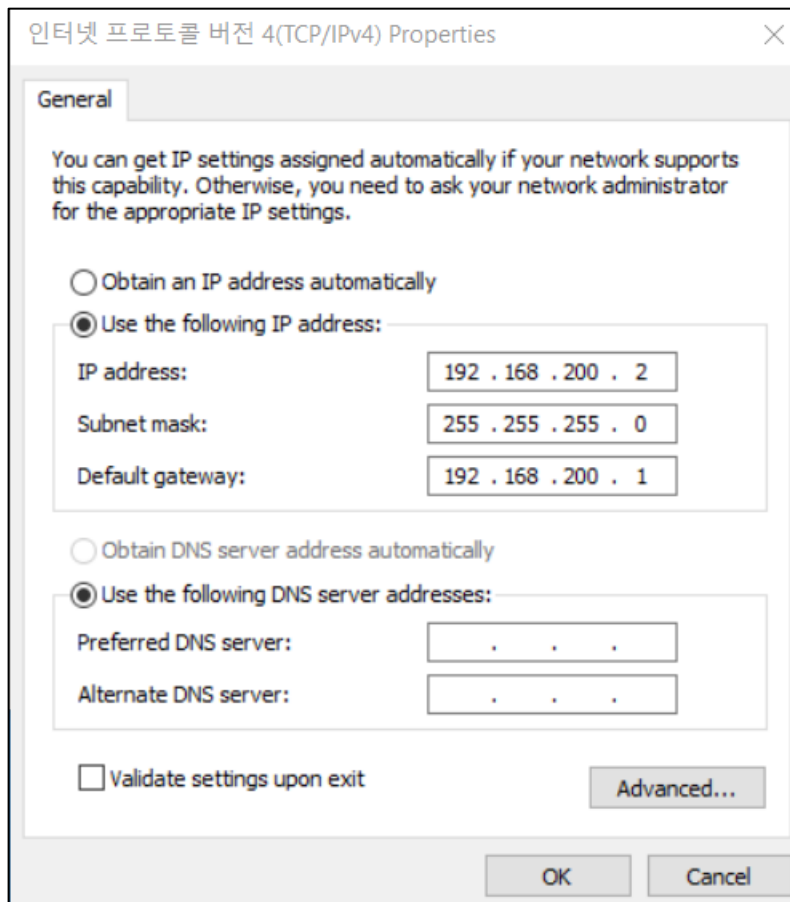 인터넷 프로토콜 버전 4(TCP/IPv4) Properties
General
You can get IP settings assigned automatically if your network supports
this capability. Otherwise, you need to ask your network administrator
for the appropriate IP settings.
Obtain an IP address automatically
Use the following IP address:
IP address: 192 . 168 . 200 . 2
Subnet mask: 255 . 255 . 255 . 0
Default gateway: 192 . 168 . 200 . 1
Obtain DNS server address automatically
Use the following DNS server addresses:
Preferred DNS server: . . .
Alternate DNS server: . . .
Validate settings upon exit
Advanced...
OK Cancel